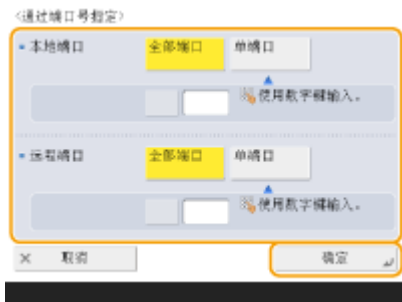 <通过端口号指定>
本地端口 全部端口 单端口
使用数字键输入。
远程端口 全部端口 单端口
使用数字键输入。
× 取消 确定